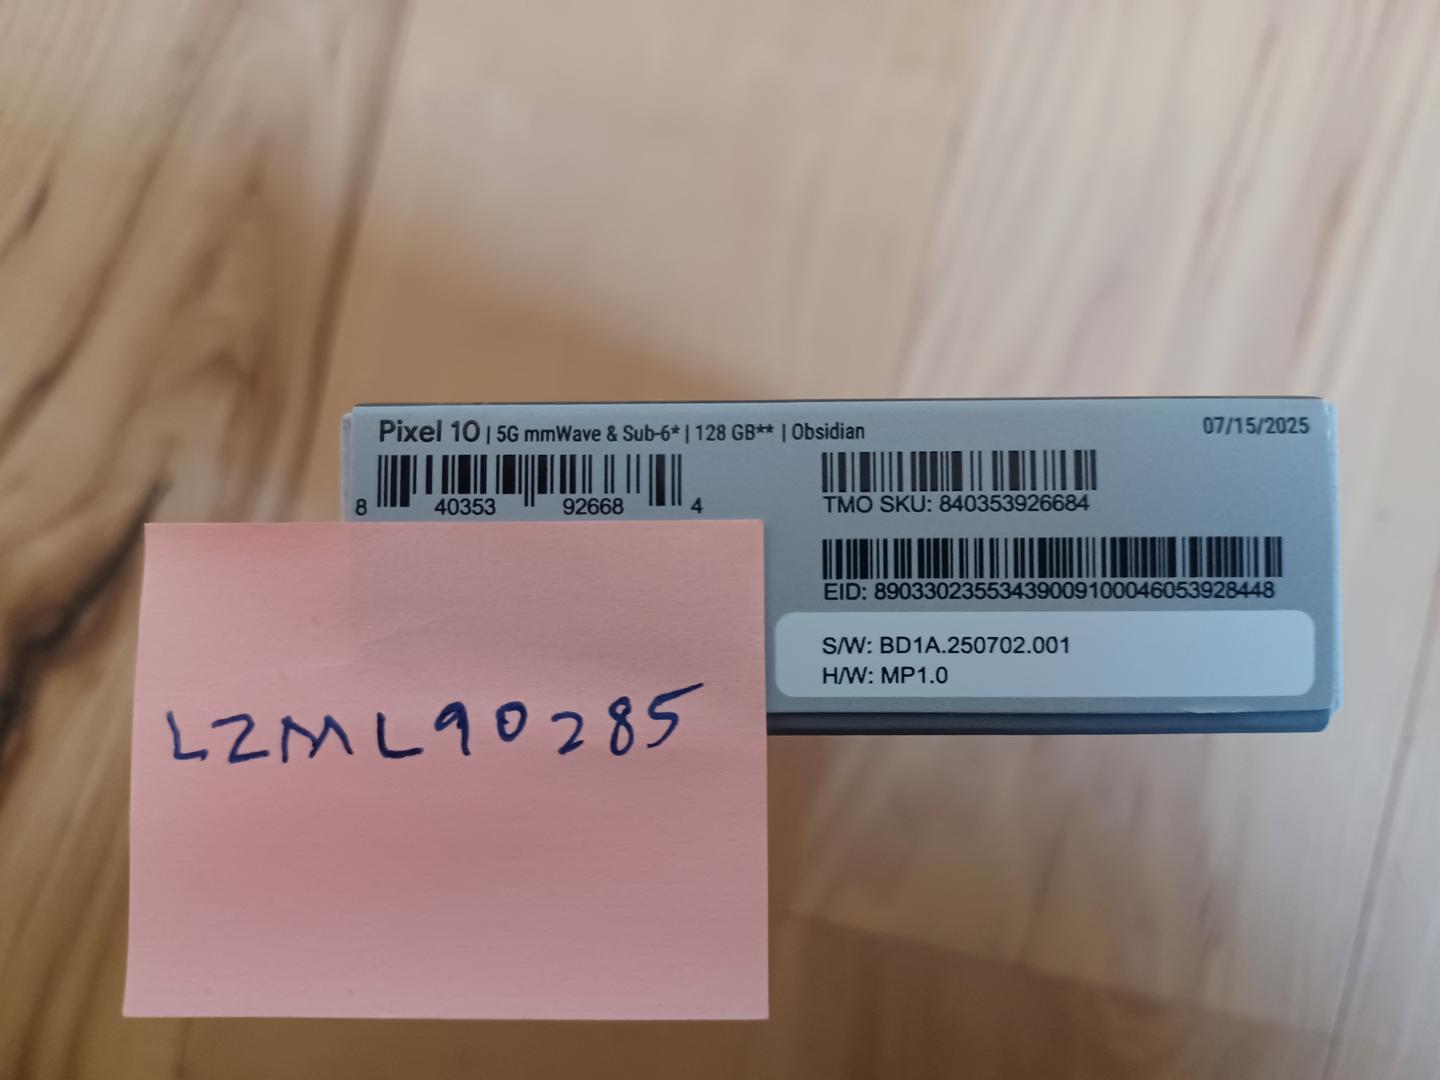 Pixel 10 | 5G mmWave & Sub-6* | 128 GB** | Obsidian
07/15/2025
8 40353 92668 4
TMO SKU: 840353926684
EID: 89033023553439009100046053928448
S/W: BD1A.250702.001
H/W: MP1.0
LZML90285